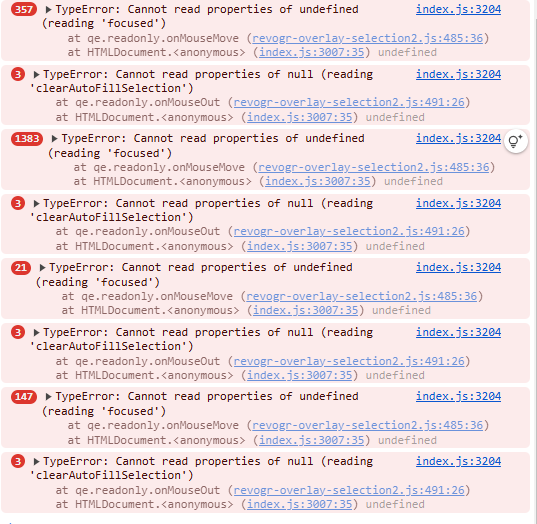 357 ▶TypeError: Cannot read properties of undefined index.js:3204
(reading 'focused')
at qe.readonly.onMouseMove (revogr-overlay-selection2.js:485:36)
at HTMLDocument.<anonymous> (index.js:3007:35) undefined
3 ▶TypeError: Cannot read properties of null (reading index.js:3204
'clearAutoFillSelection')
at qe.readonly.onMouseOut (revogr-overlay-selection2.js:491:26)
at HTMLDocument.<anonymous> (index.js:3007:35) undefined
1383 ▶TypeError: Cannot read properties of undefined index.js:3204
(reading 'focused')
at qe.readonly.onMouseMove (revogr-overlay-selection2.js:485:36)
at HTMLDocument.<anonymous> (index.js:3007:35) undefined
3 ▶TypeError: Cannot read properties of null (reading index.js:3204
'clearAutoFillSelection')
at qe.readonly.onMouseOut (revogr-overlay-selection2.js:491:26)
at HTMLDocument.<anonymous> (index.js:3007:35) undefined
21 ▶TypeError: Cannot read properties of undefined index.js:3204
(reading 'focused')
at qe.readonly.onMouseMove (revogr-overlay-selection2.js:485:36)
at HTMLDocument.<anonymous> (index.js:3007:35) undefined
3 ▶TypeError: Cannot read properties of null (reading index.js:3204
'clearAutoFillSelection')
at qe.readonly.onMouseOut (revogr-overlay-selection2.js:491:26)
at HTMLDocument.<anonymous> (index.js:3007:35) undefined
147 ▶TypeError: Cannot read properties of undefined index.js:3204
(reading 'focused')
at qe.readonly.onMouseMove (revogr-overlay-selection2.js:485:36)
at HTMLDocument.<anonymous> (index.js:3007:35) undefined
3 ▶TypeError: Cannot read properties of null (reading index.js:3204
'clearAutoFillSelection')
at qe.readonly.onMouseOut (revogr-overlay-selection2.js:491:26)
at HTMLDocument.<anonymous> (index.js:3007:35) undefined